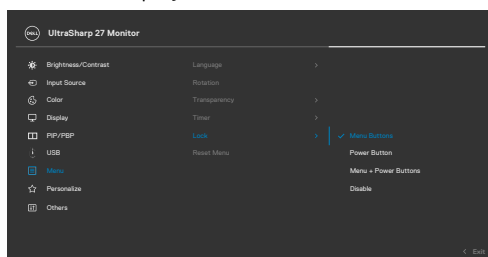 DELL UltraSharp 27 Monitor
Brightness/Contrast Language >
Input Source Rotation
Color Transparency >
Display Timer >
PIP/PBP Lock > ✓ Menu Buttons
USB Reset Menu Power Button
Menu Menu + Power Buttons
Personalize Disable
Others
< Exit